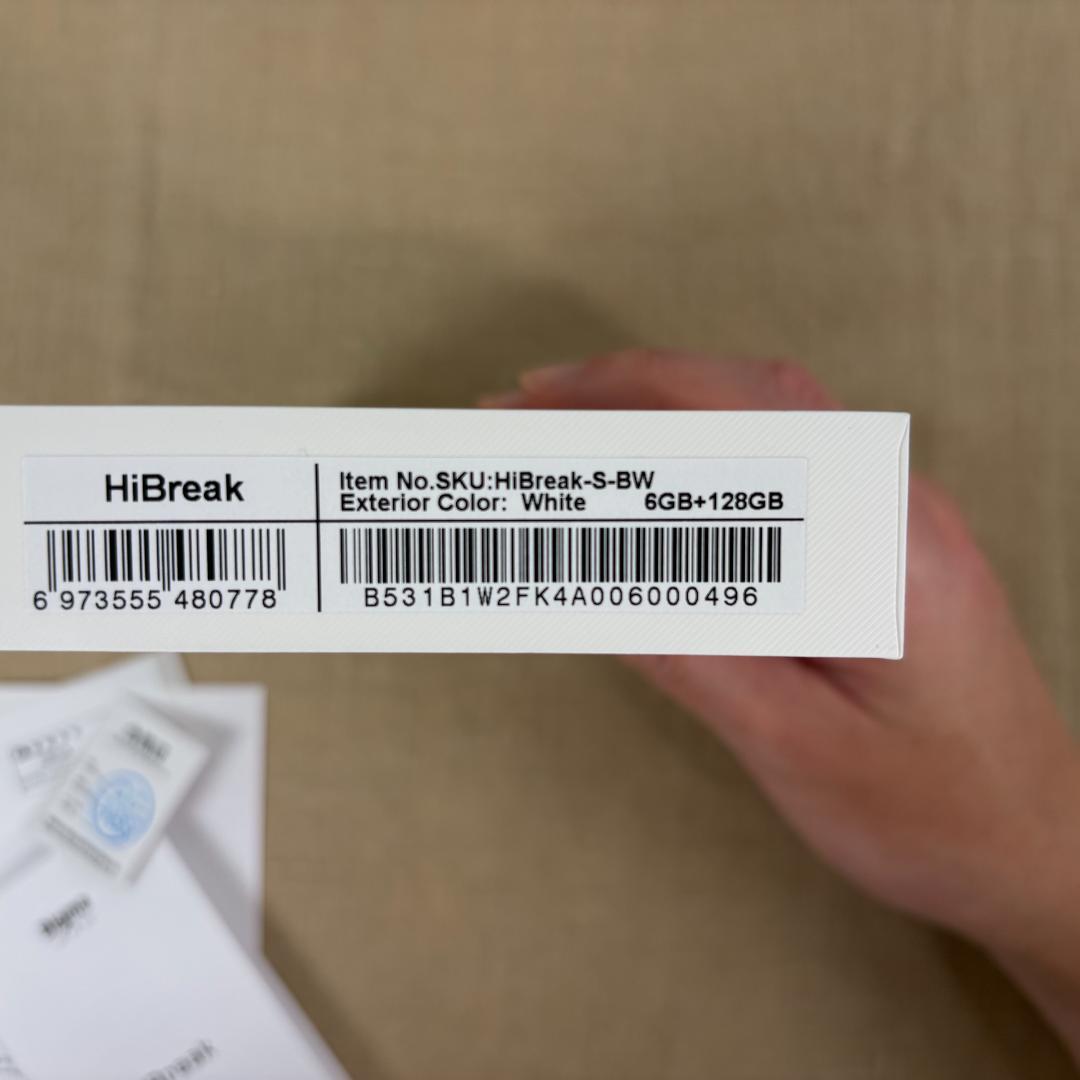 HiBreak
Item No.SKU:HiBreak-S-BW
Exterior Color: White 6GB+128GB
6 973555 480778
B531B1W2FK4A006000496